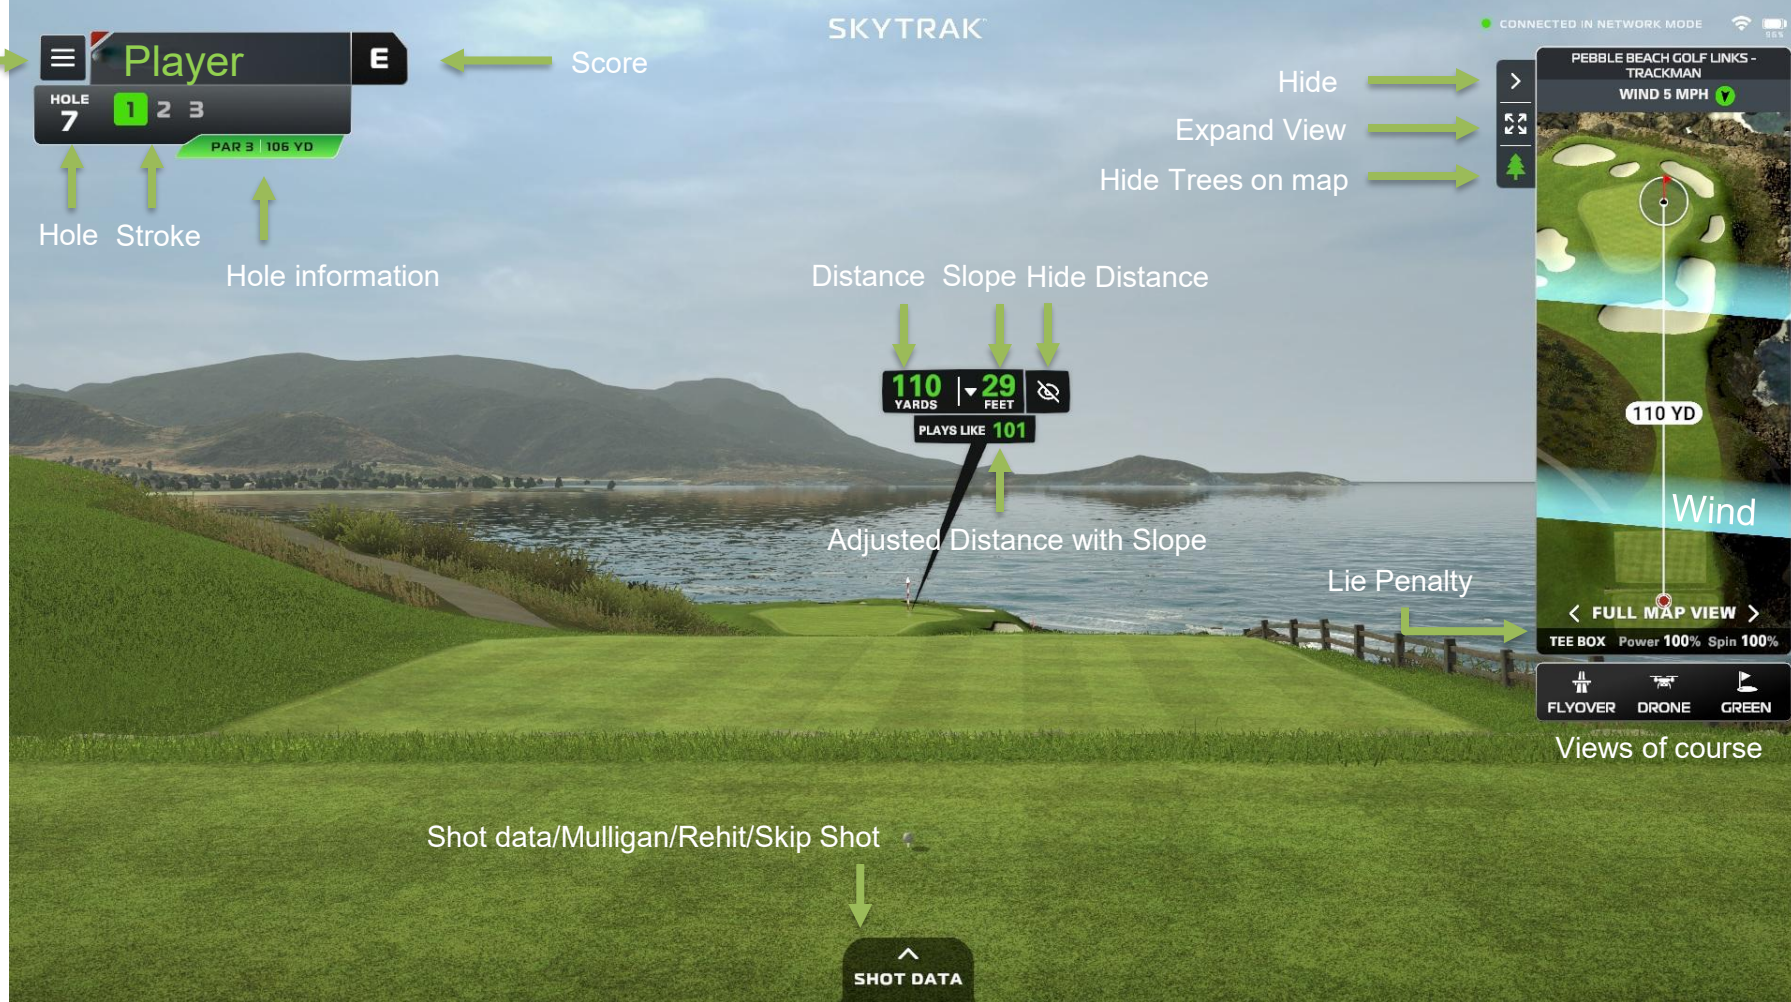 SKYTRAK
CONNECTED IN NETWORK MODE
96%
Player
E
Score
HOLE
7
1 2 3
PAR 3 | 106 YD
Hole
Stroke
Hole information
Hide
Expand View
Hide Trees on map
PEBBLE BEACH GOLF LINKS -
TRACKMAN
WIND 5 MPH
Distance
Slope
Hide Distance
110
YARDS
29
FEET
PLAYS LIKE 101
Adjusted Distance with Slope
110 YD
Wind
Lie Penalty
FULL MAP VIEW
TEE BOX Power 100% Spin 100%
FLYOVER DRONE GREEN
Views of course
Shot data/Mulligan/Rehit/Skip Shot
SHOT DATA